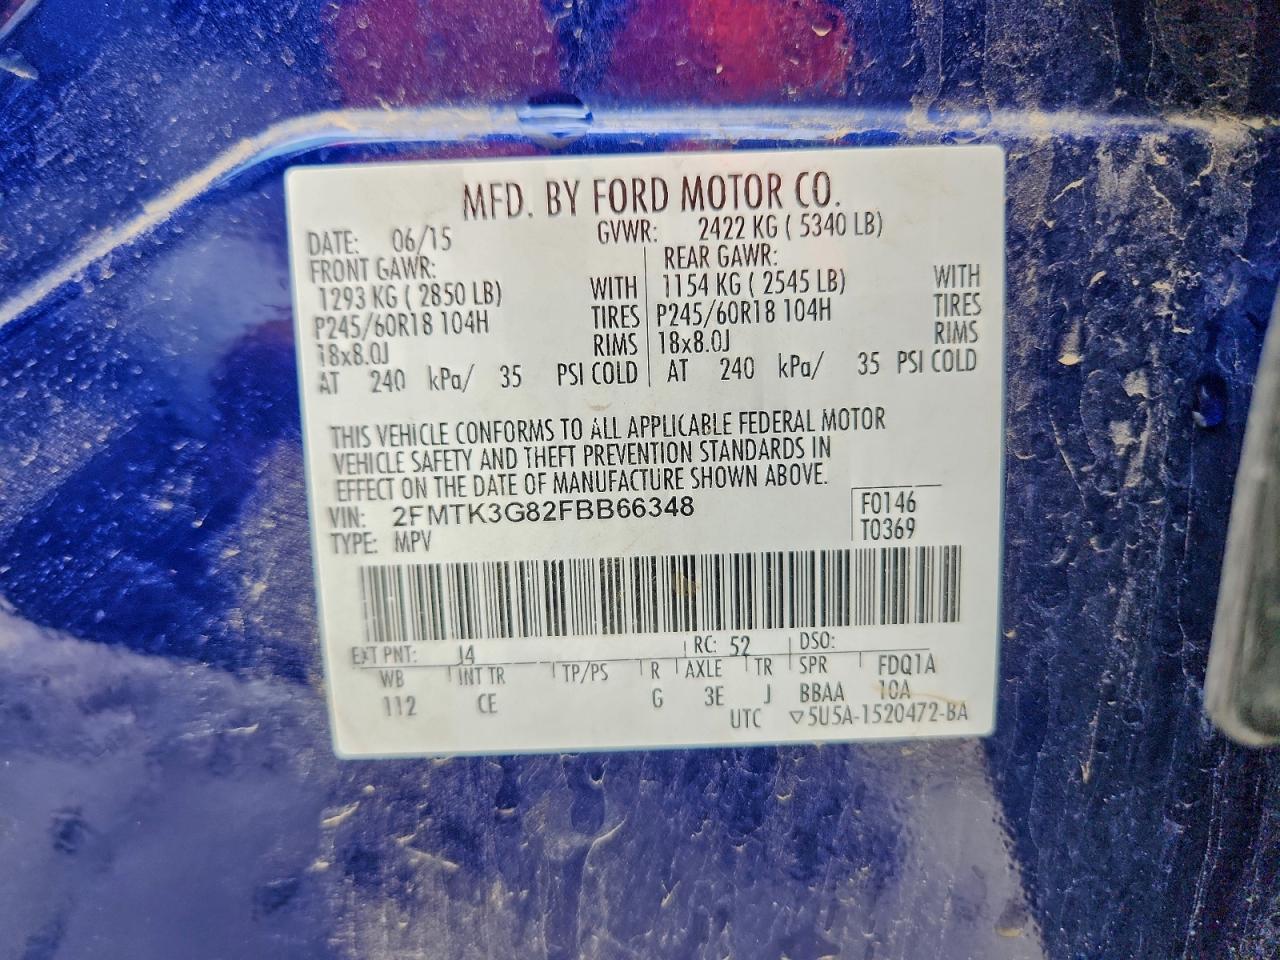 MFD. BY FORD MOTOR CO.
DATE: 06/15 GVWR: 2422 KG ( 5340 LB)
FRONT GAWR: REAR GAWR:
1293 KG ( 2850 LB) WITH 1154 KG ( 2545 LB) WITH
P245/60R18 104H TIRES P245/60R18 104H TIRES
18x8.0J RIMS 18x8.0J RIMS
AT 240 kPa/ 35 PSI COLD AT 240 kPa/ 35 PSI COLD
THIS VEHICLE CONFORMS TO ALL APPLICABLE FEDERAL MOTOR
VEHICLE SAFETY AND THEFT PREVENTION STANDARDS IN
EFFECT ON THE DATE OF MANUFACTURE SHOWN ABOVE.
VIN: 2FMTK3G82FBB66348 F0146
TYPE: MPV T0369
EXT PNT: J4 RC: 52 DSO:
WB INT TR TP/PS R AXLE TR SPR FDQ1A
112 CE G 3E J BBAA 10A
UTC ▽5U5A-1520472-BA